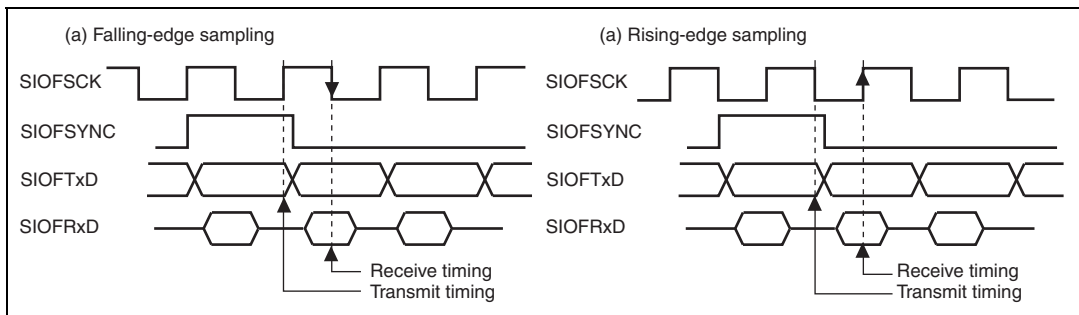 (a) Falling-edge sampling
SIOFSCK
SIOFSYNC
SIOFTxD
SIOFRxD
Receive timing
Transmit timing
(a) Rising-edge sampling
SIOFSCK
SIOFSYNC
SIOFTxD
SIOFRxD
Receive timing
Transmit timing